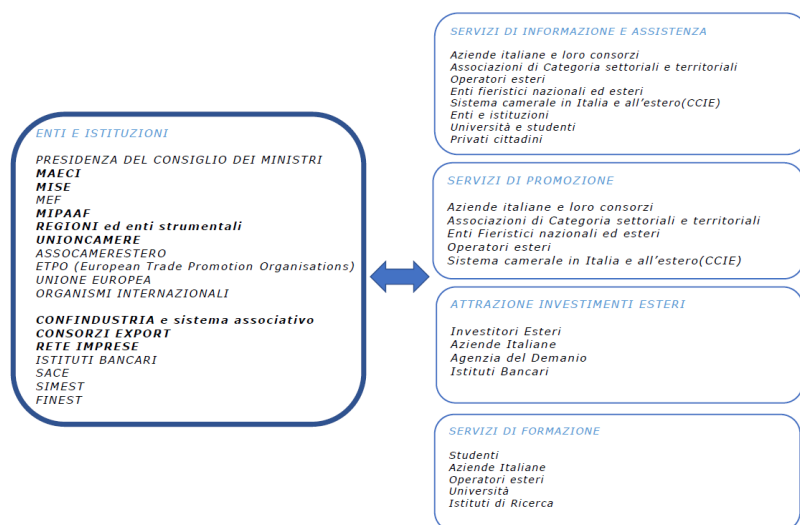 ENTI E ISTITUZIONI
PRESIDENZA DEL CONSIGLIO DEI MINISTRI
MAECI
MISE
MEF
MIPAAF
REGIONI ed enti strumentali
UNIONCAMERE
ASSOCAMERESTERO
ETPO (European Trade Promotion Organisations)
UNIONE EUROPEA
ORGANISMI INTERNAZIONALI
CONFINDUSTRIA e sistema associativo
CONSORZI EXPORT
RETE IMPRESE
ISTITUTI BANCARI
SACE
SIMEST
FINEST
SERVIZI DI INFORMAZIONE E ASSISTENZA
Aziende italiane e loro consorzi
Associazioni di Categoria settoriali e territoriali
Operatori esteri
Enti fieristici nazionali ed esteri
Sistema camerale in Italia e all'estero(CCIE)
Enti e istituzioni
Università e studenti
Privati cittadini
SERVIZI DI PROMOZIONE
Aziende italiane e loro consorzi
Associazioni di Categoria settoriali e territoriali
Enti Fieristici nazionali ed esteri
Operatori esteri
Sistema camerale in Italia e all'estero(CCIE)
ATTRAZIONE INVESTIMENTI ESTERI
Investitori Esteri
Aziende Italiane
Agenzia del Demanio
Istituti Bancari
SERVIZI DI FORMAZIONE
Studenti
Aziende Italiane
Operatori esteri
Università
Istituti di Ricerca